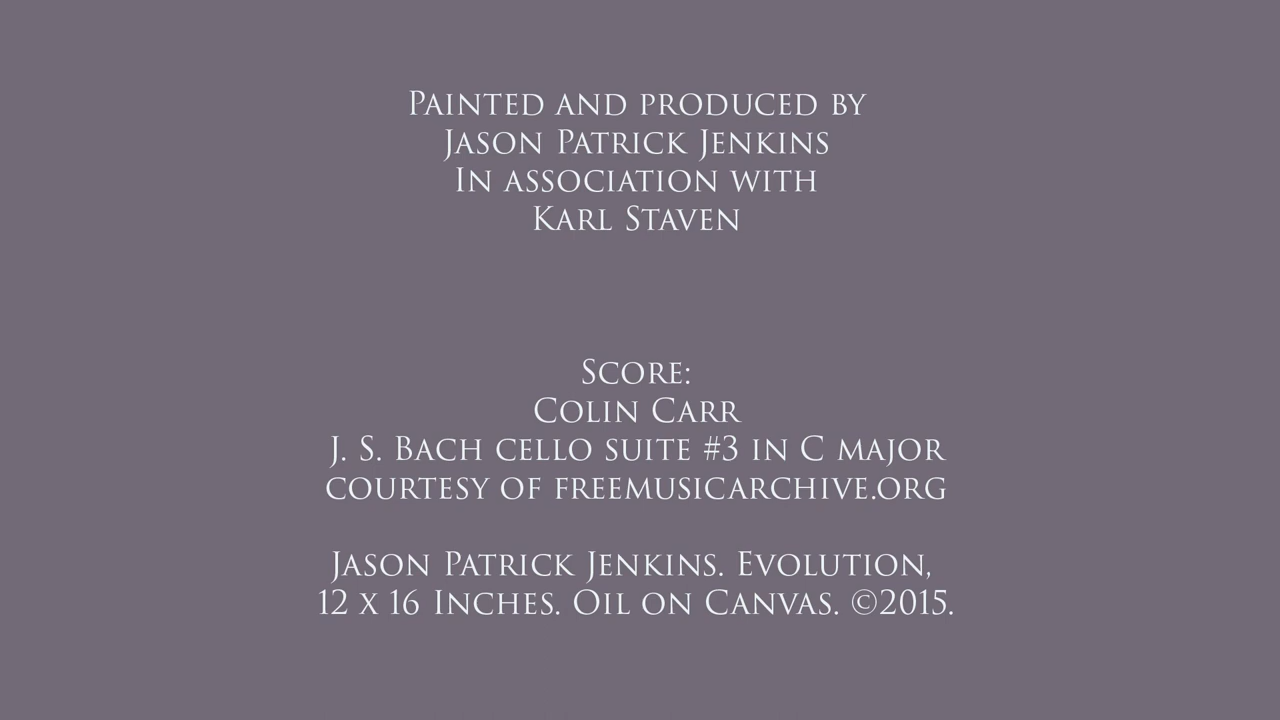 Painted and produced by
Jason Patrick Jenkins
In association with
Karl Staven
Score:
Colin Carr
J. S. Bach cello suite #3 in C major
courtesy of freemusicarchive.org
Jason Patrick Jenkins. Evolution,
12 x 16 Inches. Oil on Canvas. ©2015.